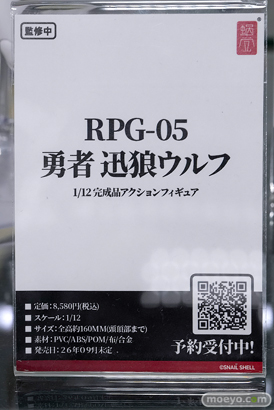 監修中
RPG-05
勇者 迅狼ウルフ
1/12 完成品アクションフィギュア
■ 定価：8,580円(税込)
■ スケール：1/12
■ サイズ：全高約160MM(頭頂部まで)
■ 素材：PVC/ABS/POM/布/合金
■ 発売日：26年09月未定
予約受付中!
©SNAIL SHELL
moeyo.com